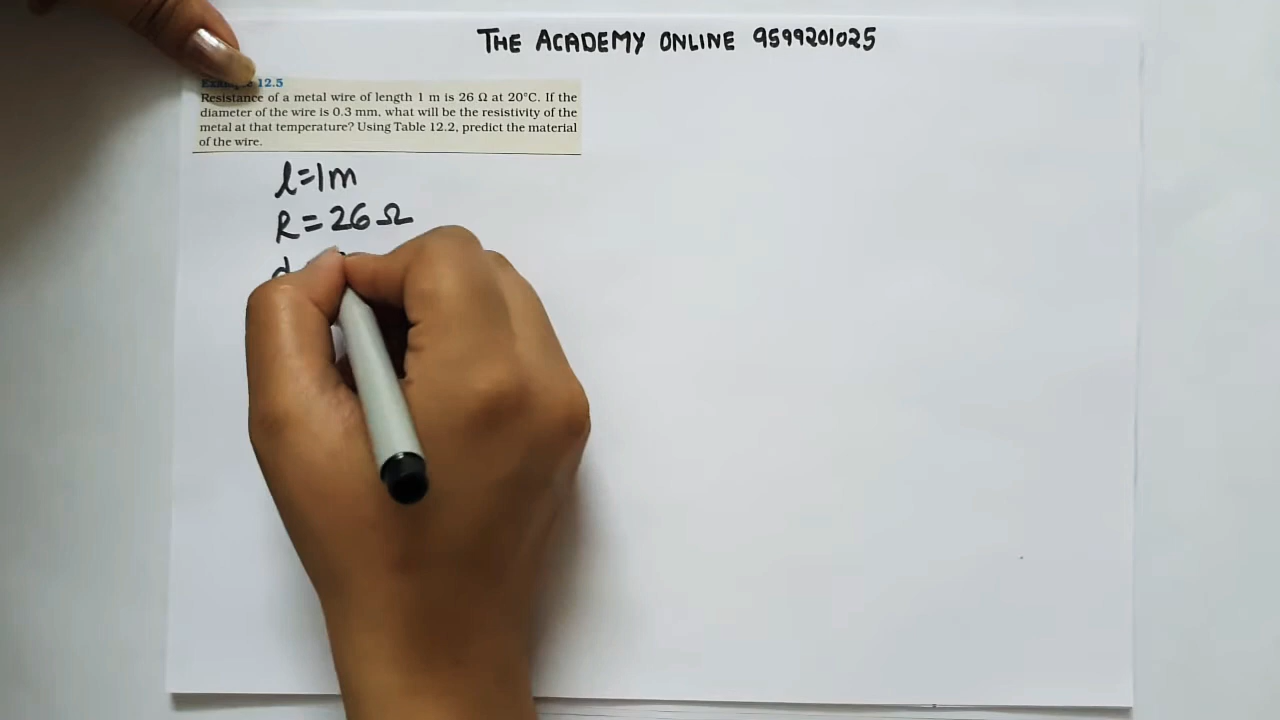 THE ACADEMY ONLINE 9599201025
Example 12.5
Resistance of a metal wire of length 1 m is 26 Ω at 20°C. If the
diameter of the wire is 0.3 mm, what will be the resistivity of the
metal at that temperature? Using Table 12.2, predict the material
of the wire.
l=1m
R=26Ω
d